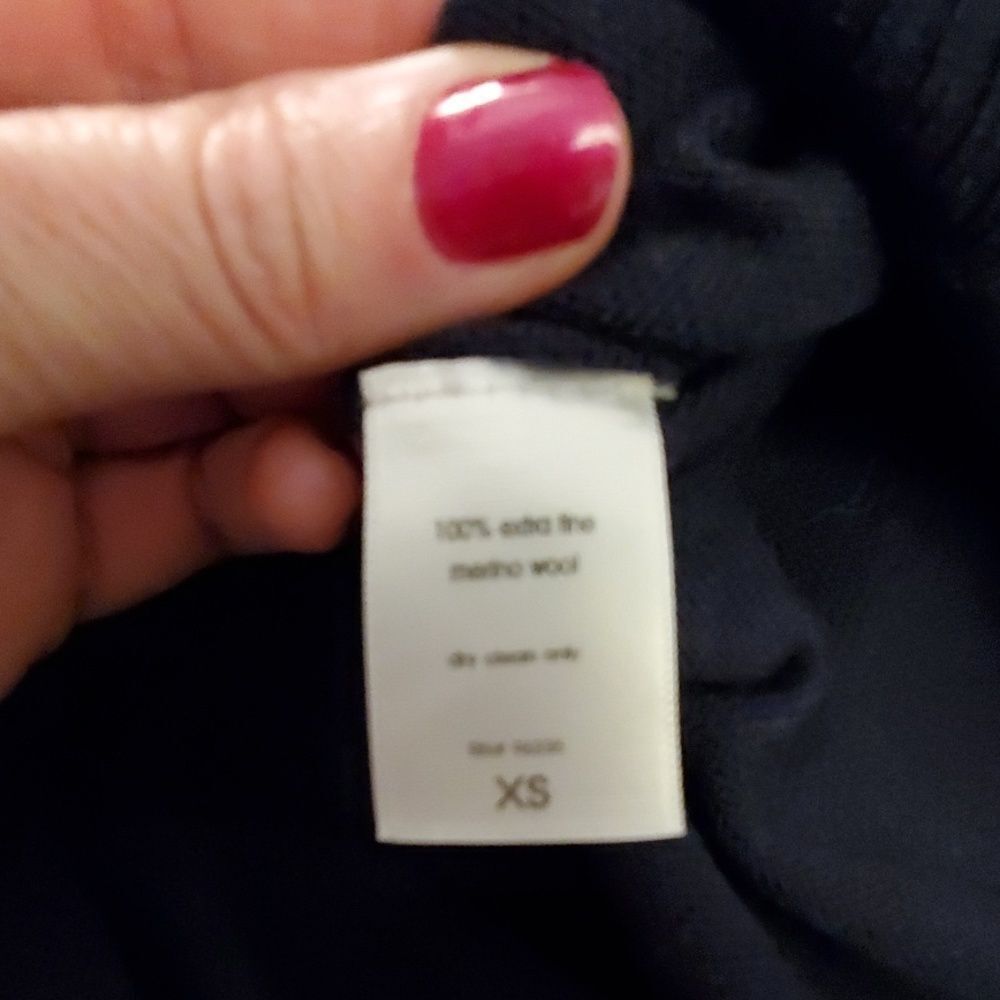 100% extra fine
merino wool
dry clean only
XS